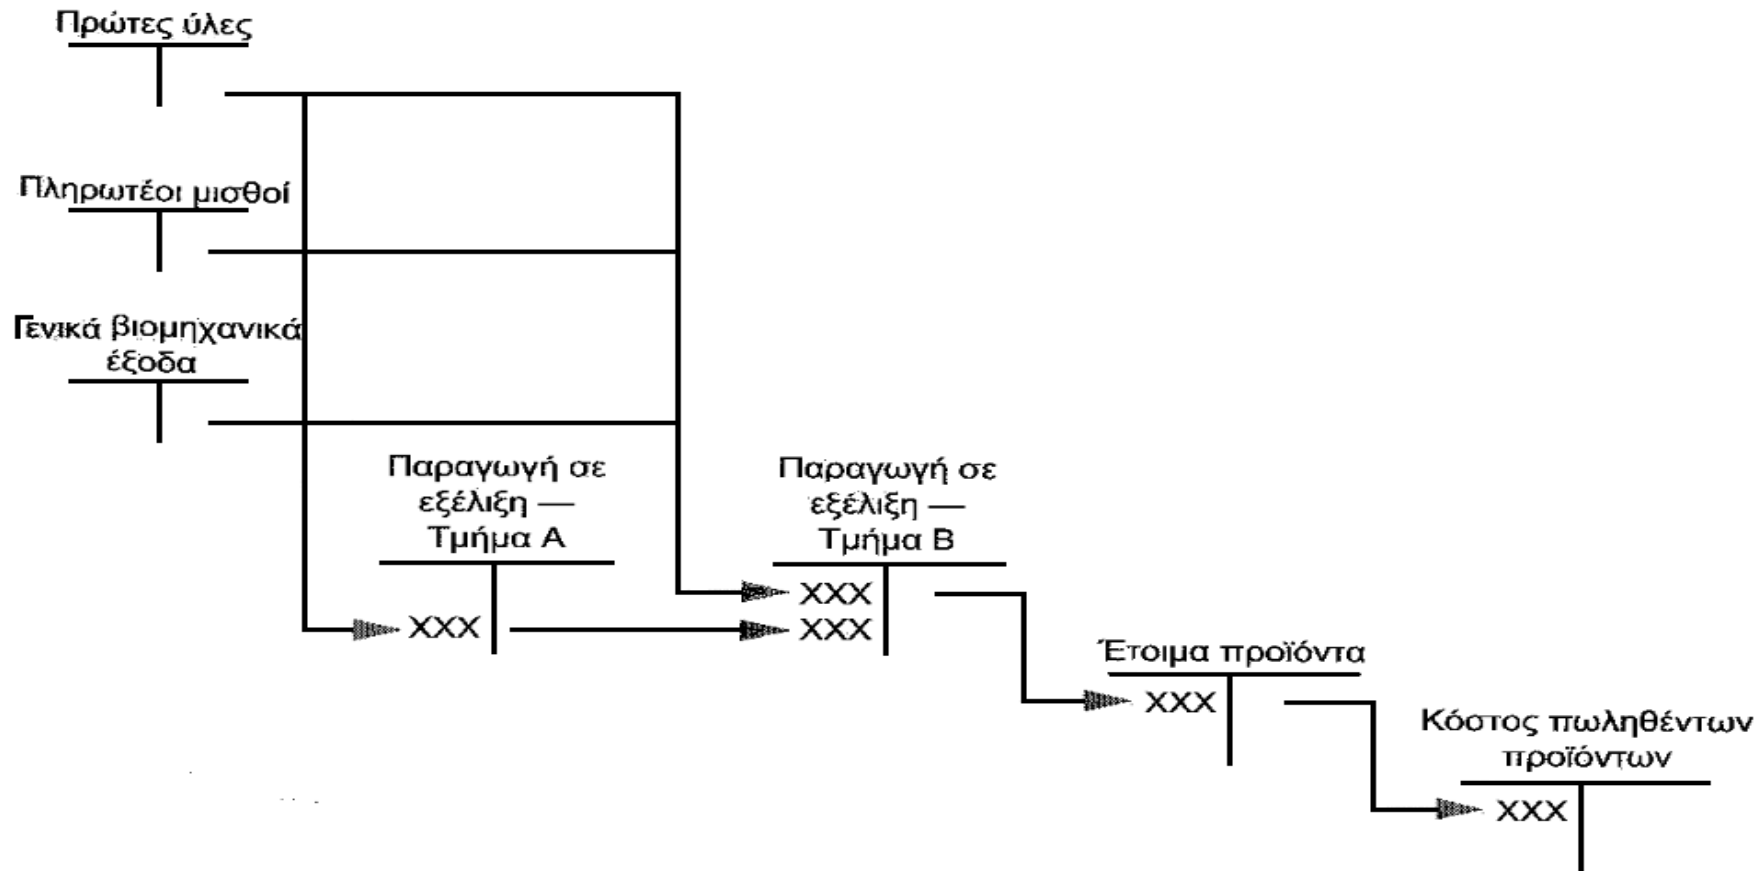 Πρώτες ύλες
Πληρωτέοι μισθοί
Γενικά βιομηχανικά
έξοδα
Παραγωγή σε
εξέλιξη —
Τμήμα Α
XXX
Παραγωγή σε
εξέλιξη —
Τμήμα Β
XXX
XXX
Έτοιμα προϊόντα
XXX
Κόστος πωληθέντων
προϊόντων
XXX